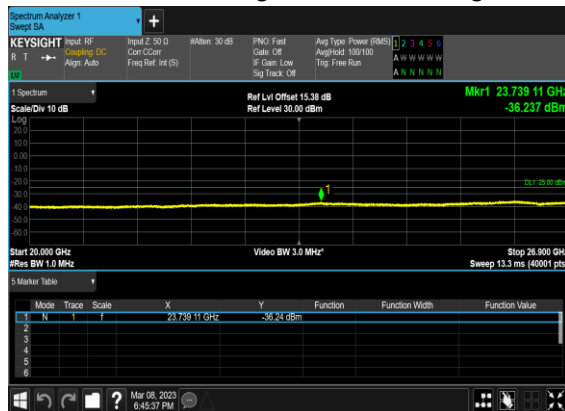 Spectrum Analyzer 1
Swept SA
+
KEYSIGHT Input: RF Input Z: 50 Ω #Atten: 30 dB PNO: Fast Avg Type: Power (RMS) 1 2 3 4 5 6
R T Coupling: DC Corr CCorr Gate: Off Avg|Hold: 100/100 A W W W W W
Align: Auto Freq Ref: Int (S) IF Gain: Low Trig: Free Run
LW Sig Track: Off A N N N N N
1 Spectrum Ref Lvl Offset 15.38 dB Mkr1 23.739 11 GHz
Scale/Div 10 dB Ref Level 30.00 dBm -36.237 dBm
Log
20.0
10.0
0.00
-10.0
-20.0 DL1 -25.00 dBm
-30.0 1
-40.0
-50.0
-60.0
Start 20.000 GHz Video BW 3.0 MHz* Stop 26.900 GHz
#Res BW 1.0 MHz Sweep 13.3 ms (40001 pts
5 Marker Table
Mode Trace Scale X Y Function Function Width Function Value
1 N 1 f 23.739 11 GHz -36.24 dBm
2
3
4
5
6
? Mar 08, 2023
6:45:37 PM